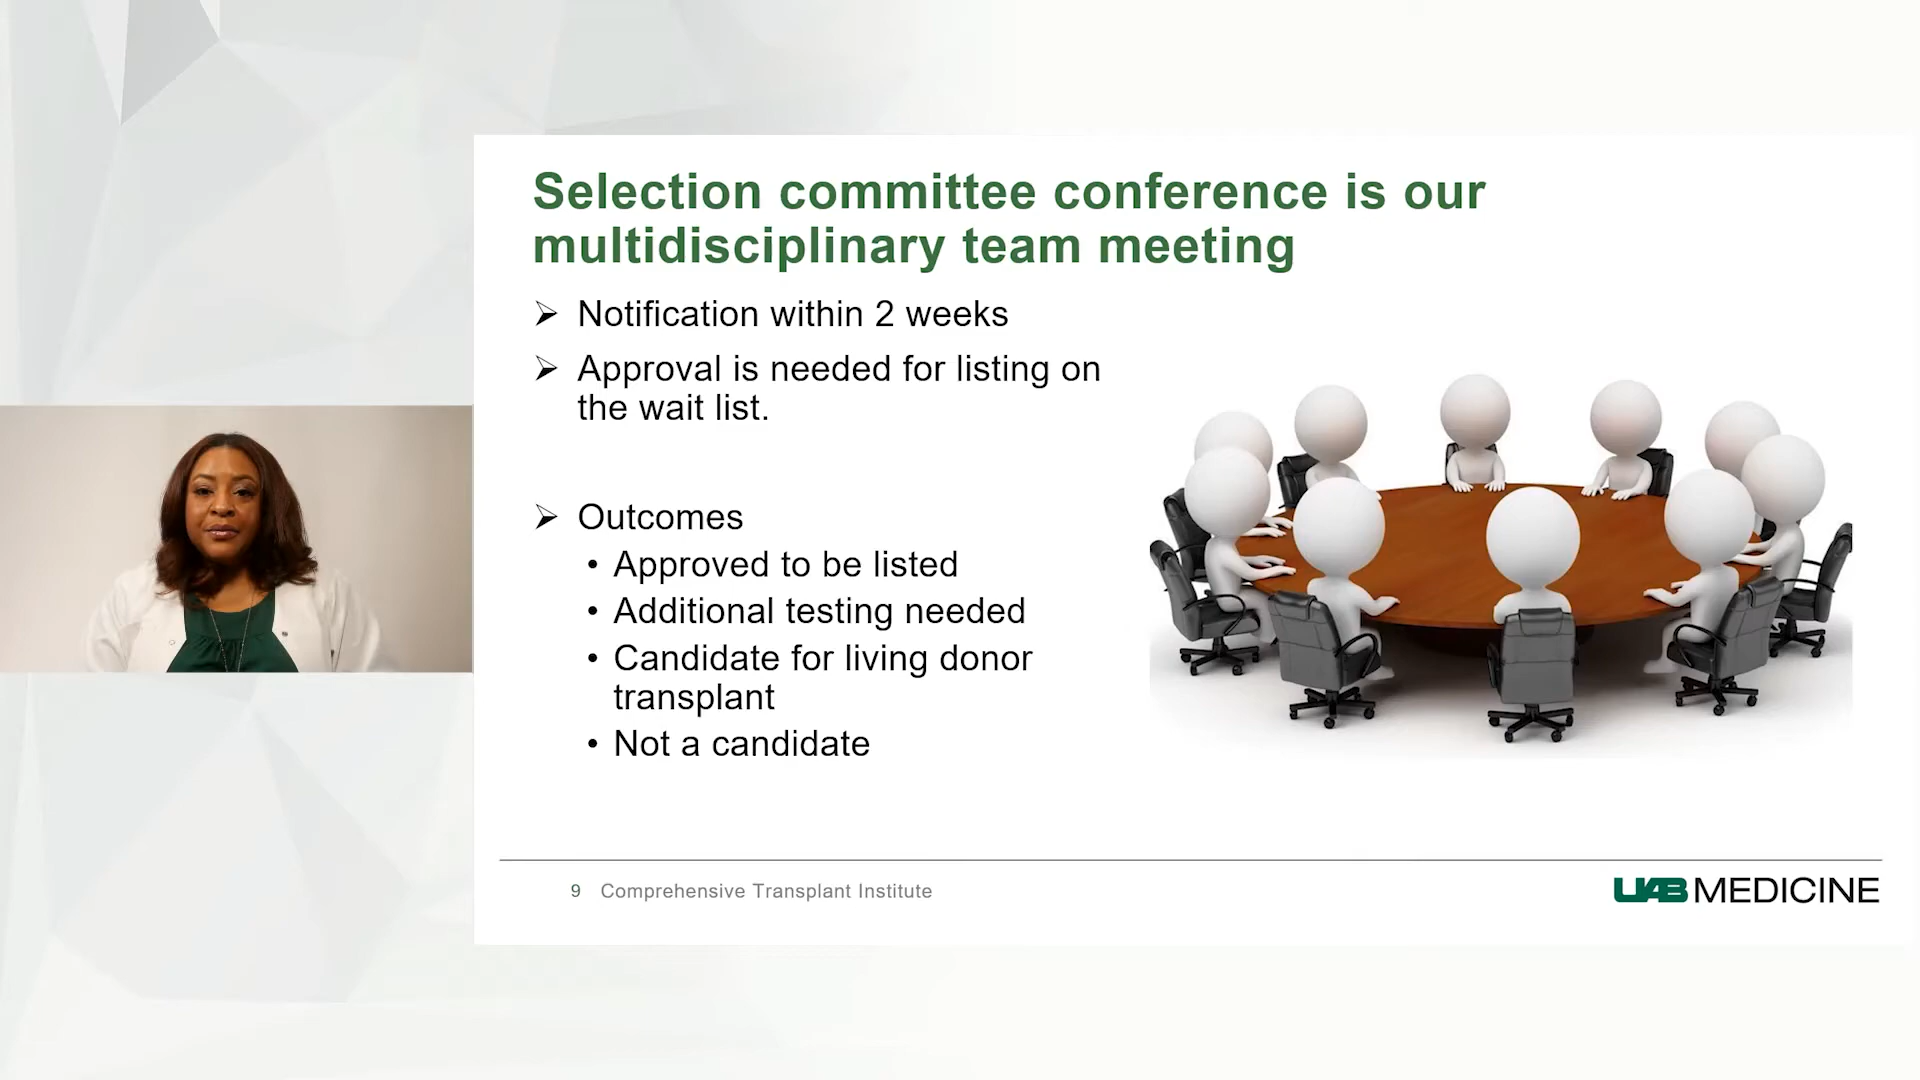 Selection committee conference is our
multidisciplinary team meeting
➢ Notification within 2 weeks
➢ Approval is needed for listing on
the wait list.
➢ Outcomes
• Approved to be listed
• Additional testing needed
• Candidate for living donor
transplant
• Not a candidate
9 Comprehensive Transplant Institute
UAB MEDICINE